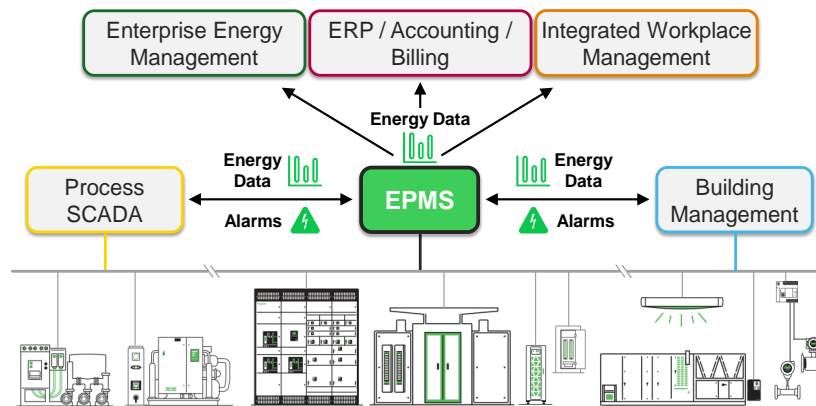 Enterprise Energy
Management
ERP / Accounting /
Billing
Integrated Workplace
Management
Energy Data
Energy
Data
Alarms
Energy
Data
Alarms
Process
SCADA
EPMS
Building
Management